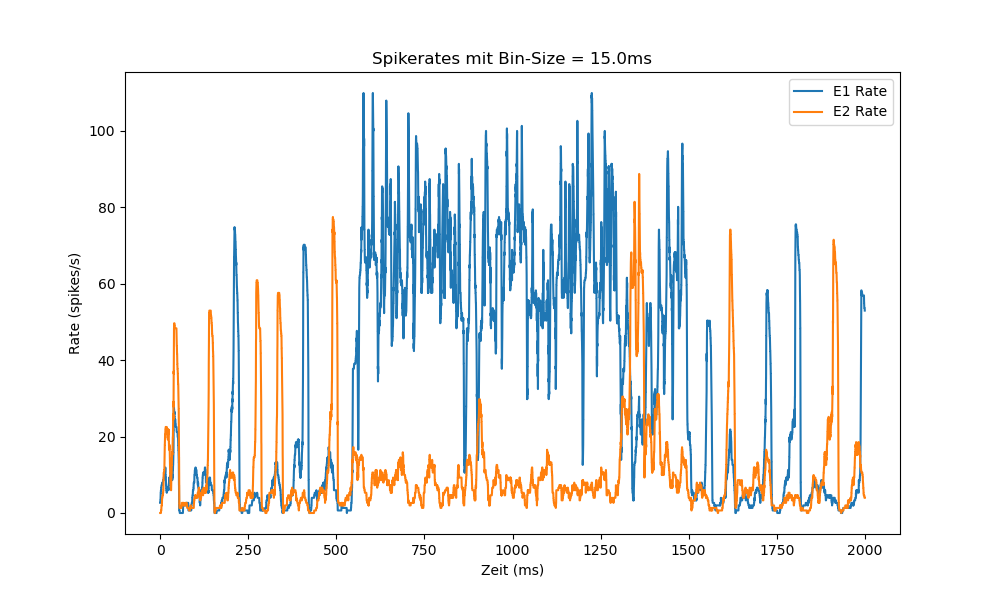 Spikerates mit Bin-Size = 15.0ms
E1 Rate
E2 Rate
Rate (spikes/s)
100
80
60
40
20
0
0 250 500 750 1000 1250 1500 1750 2000
Zeit (ms)